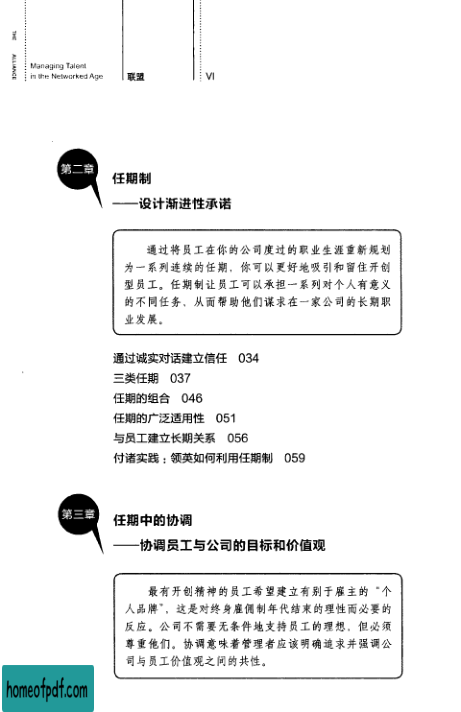 THE ALLIANCE
Managing Talent
in the Networked Age
联盟
VI
第二章
任期制
——设计渐进性承诺
通过将员工在你的公司度过的职业生涯重新规划
为一系列连续的任期，你可以更好地吸引和留住开创
型员工。任期制让员工可以承担一系列对个人有意义
的不同任务，从而帮助他们谋求在一家公司的长期职
业发展。
通过诚实对话建立信任 034
三类任期 037
任期的组合 046
任期的广泛适用性 051
与员工建立长期关系 056
付诸实践：领英如何利用任期制 059
第三章
任期中的协调
——协调员工与公司的目标和价值观
最有开创精神的员工希望建立有别于雇主的“个
人品牌”，这是对终身雇佣制年代结束的理性而必要的
反应。公司不需要无条件地支持员工的理想，但必须
尊重他们。协调意味着管理者应该明确追求并强调公
司与员工价值观之间的共性。
homeofpdf.com